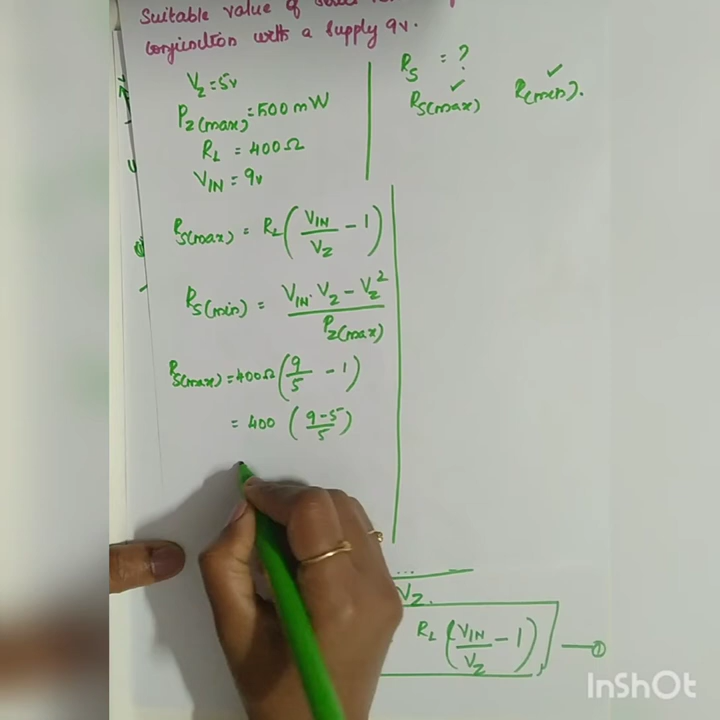 Suitable value of
conjunction with a supply 9v.
V_Z = 5v
P_Z(max) = 500 mW
R_L = 400Ω
V_IN = 9v
R_S = ?
R_S(max) ✓ R(min). ✓
R_S(max) = R_L (V_IN/V_Z - 1)
R_S(min) = (V_IN . V_Z - V_Z²)/P_Z(max)
R_S(max) = 400Ω (9/5 - 1)
= 400 ((9-5)/5)
V_Z.
R_L (V_IN/V_Z - 1) — ①
InShOt